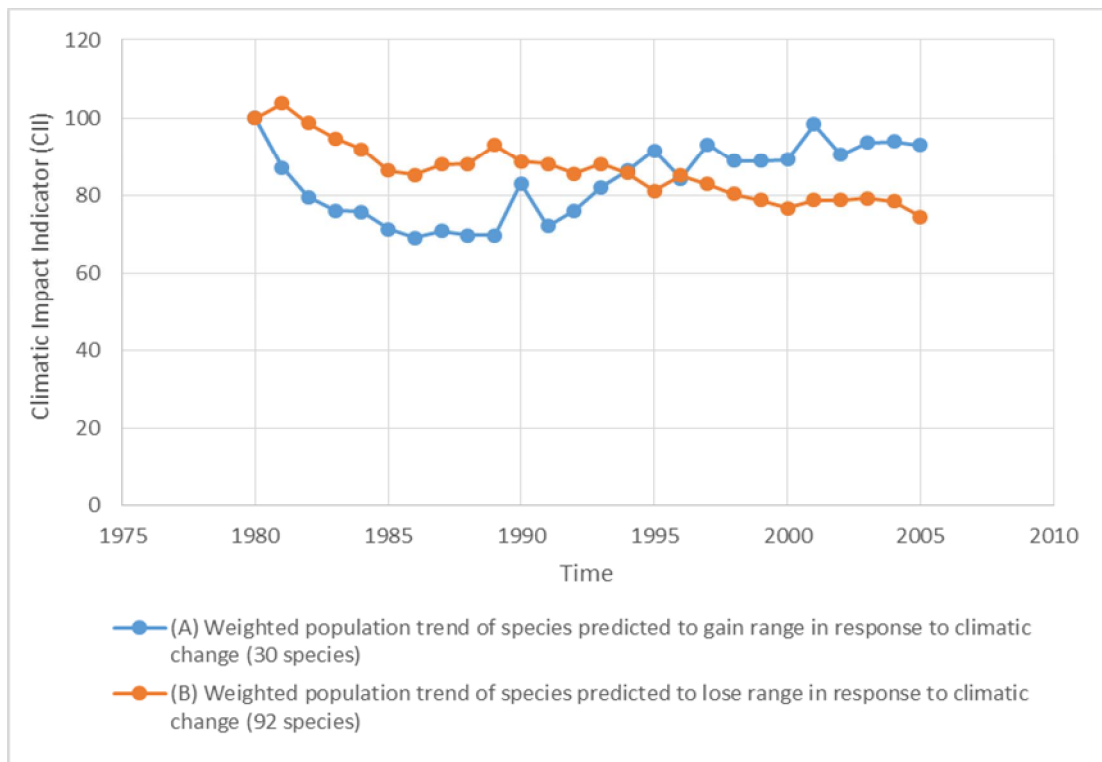 120
100
80
60
40
20
0
Climatic Impact Indicator (CII)
1975 1980 1985 1990 1995 2000 2005 2010
Time
(A) Weighted population trend of species predicted to gain range in response to climatic
change (30 species)
(B) Weighted population trend of species predicted to lose range in response to climatic
change (92 species)